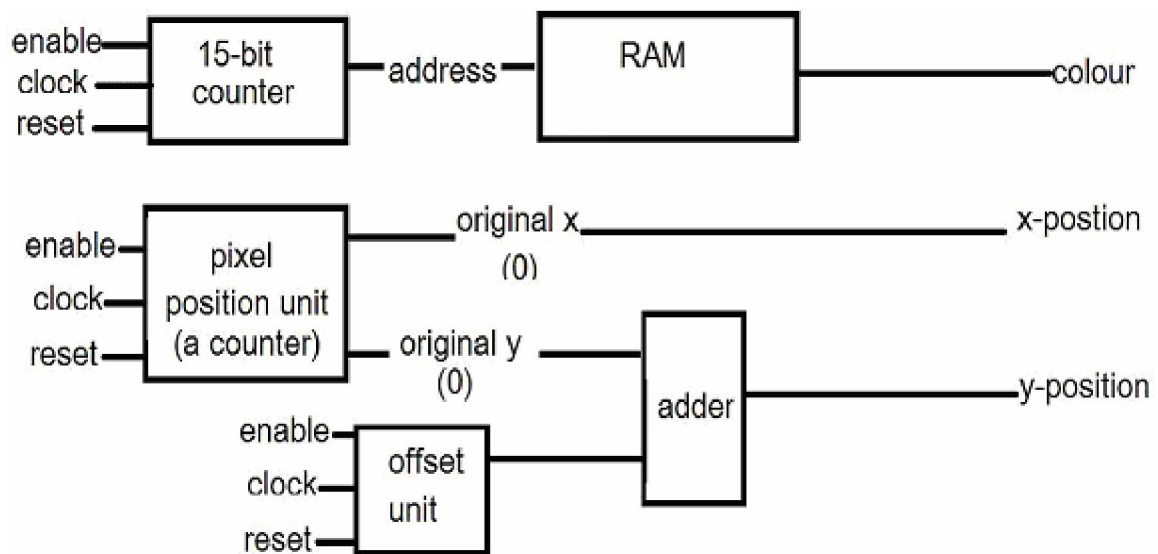 enable
clock
reset
15-bit
counter
address
RAM
colour
enable
clock
reset
pixel
position unit
(a counter)
original x
(0)
x-postion
original y
(0)
adder
y-position
enable
clock
reset
offset
unit